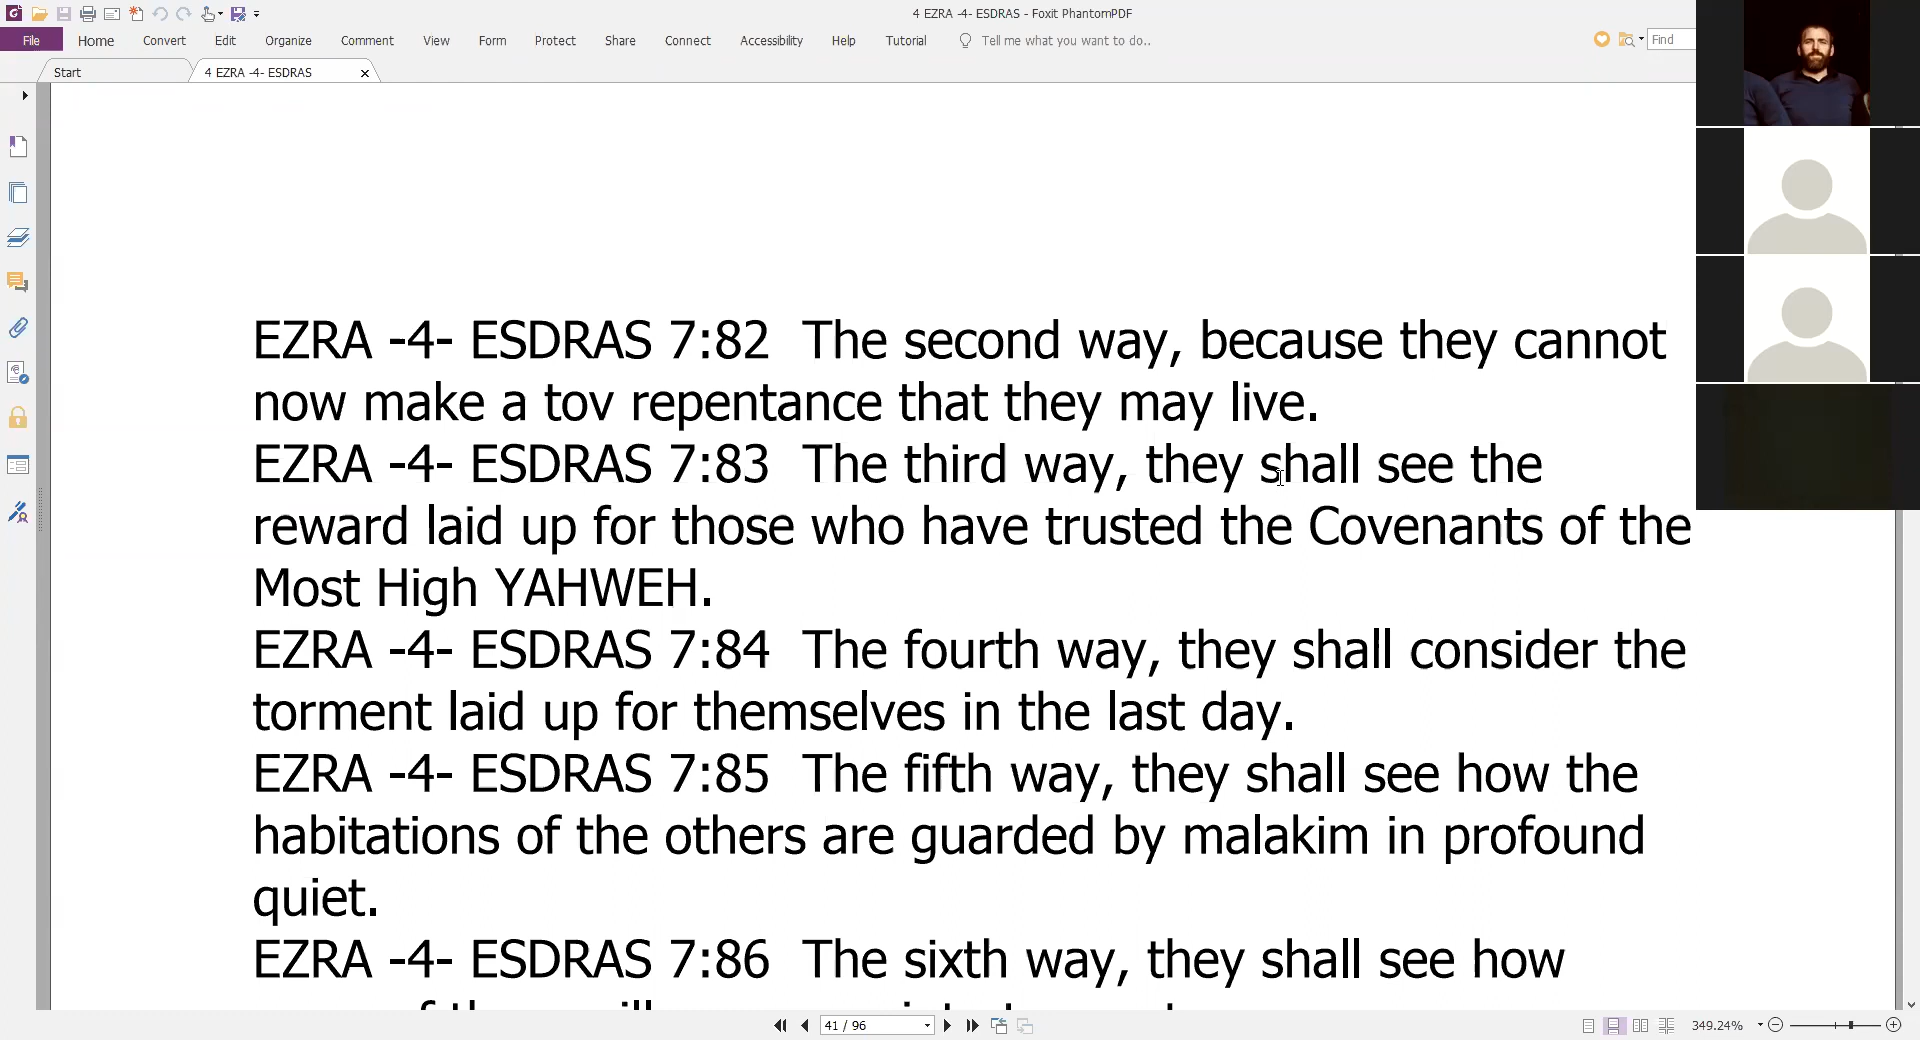 4 EZRA -4- ESDRAS - Foxit PhantomPDF
File Home Convert Edit Organize Comment View Form Protect Share Connect Accessibility Help Tutorial Tell me what you want to do.. Find
Start 4 EZRA -4- ESDRAS
EZRA -4- ESDRAS 7:82 The second way, because they cannot
now make a tov repentance that they may live.
EZRA -4- ESDRAS 7:83 The third way, they shall see the
reward laid up for those who have trusted the Covenants of the
Most High YAHWEH.
EZRA -4- ESDRAS 7:84 The fourth way, they shall consider the
torment laid up for themselves in the last day.
EZRA -4- ESDRAS 7:85 The fifth way, they shall see how the
habitations of the others are guarded by malakim in profound
quiet.
EZRA -4- ESDRAS 7:86 The sixth way, they shall see how
41 / 96 349.24%